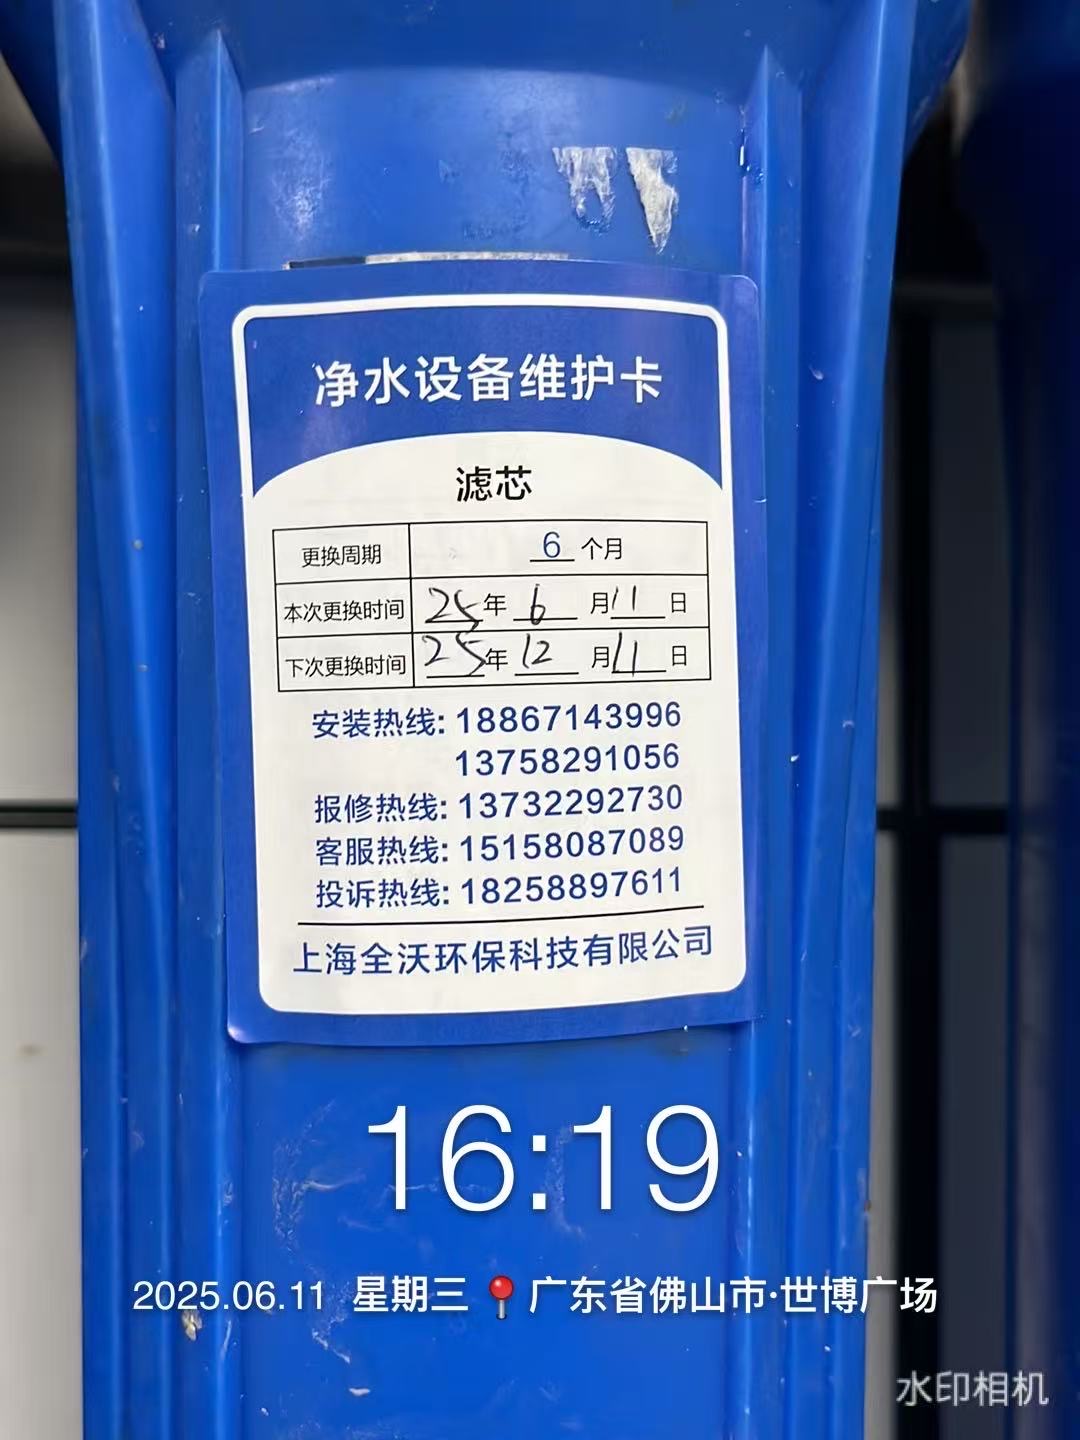 净水设备维护卡
滤芯
更换周期 6 个月
本次更换时间 25年 6 月 11 日
下次更换时间 25年 12 月 11 日
安装热线: 18867143996
13758291056
报修热线: 13732292730
客服热线: 15158087089
投诉热线: 18258897611
上海全沃环保科技有限公司
16:19
2025.06.11 星期三 📍广东省佛山市·世博广场
水印相机